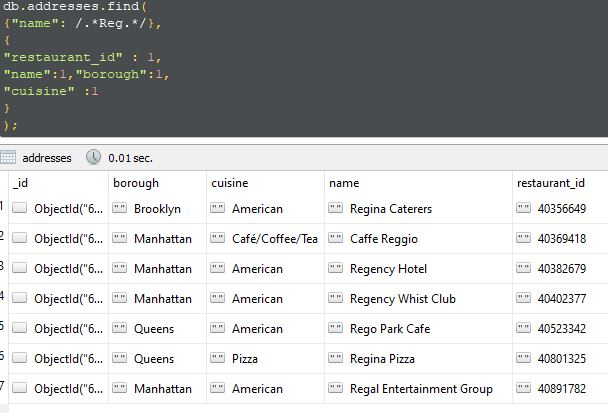 db.addresses.find(
{"name": /.*Reg.*/},
{
"restaurant_id" : 1,
"name":1,"borough":1,
"cuisine" :1
}
);
addresses 0.01 sec.
_id borough cuisine name restaurant_id
1 ObjectId("6... "" Brooklyn "" American "" Regina Caterers "" 40356649
2 ObjectId("6... "" Manhattan "" Café/Coffee/Tea "" Caffe Reggio "" 40369418
3 ObjectId("6... "" Manhattan "" American "" Regency Hotel "" 40382679
4 ObjectId("6... "" Manhattan "" American "" Regency Whist Club "" 40402377
5 ObjectId("6... "" Queens "" American "" Rego Park Cafe "" 40523342
6 ObjectId("6... "" Queens "" Pizza "" Regina Pizza "" 40801325
7 ObjectId("6... "" Manhattan "" American "" Regal Entertainment Group "" 40891782